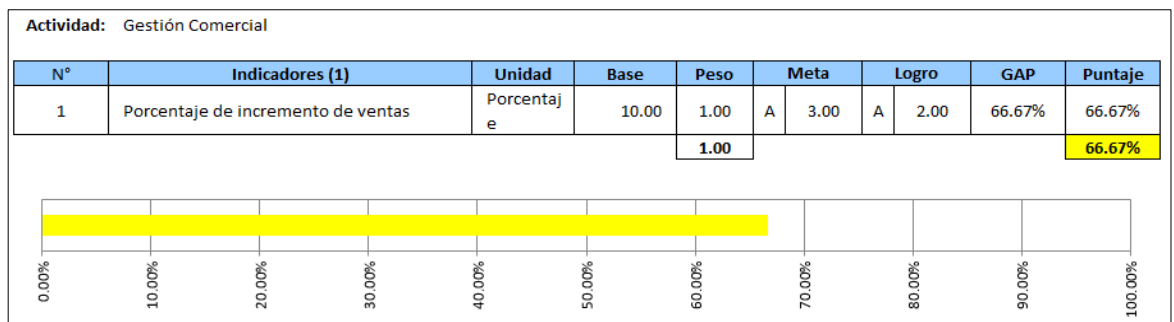 Actividad: Gestión Comercial
N° Indicadores (1) Unidad Base Peso Meta Logro GAP Puntaje
1 Porcentaje de incremento de ventas Porcentaj 10.00 1.00 A 3.00 A 2.00 66.67% 66.67%
e
1.00 66.67%
0.00% 10.00% 20.00% 30.00% 40.00% 50.00% 60.00% 70.00% 80.00% 90.00% 100.00%